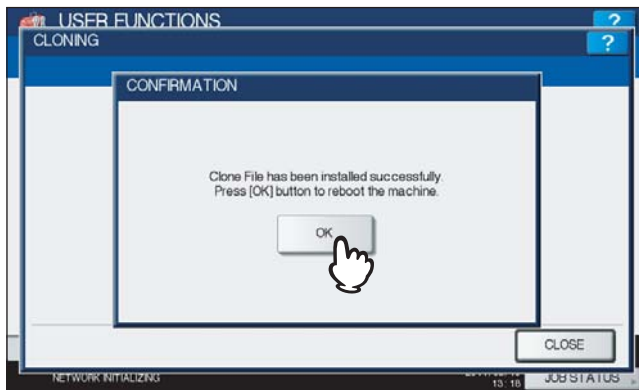 USER FUNCTIONS
?
CLONING
?
CONFIRMATION
Clone File has been installed successfully.
Press [OK] button to reboot the machine.
OK
CLOSE
NETWORK INITIALIZING
13: 18
JOB STATUS